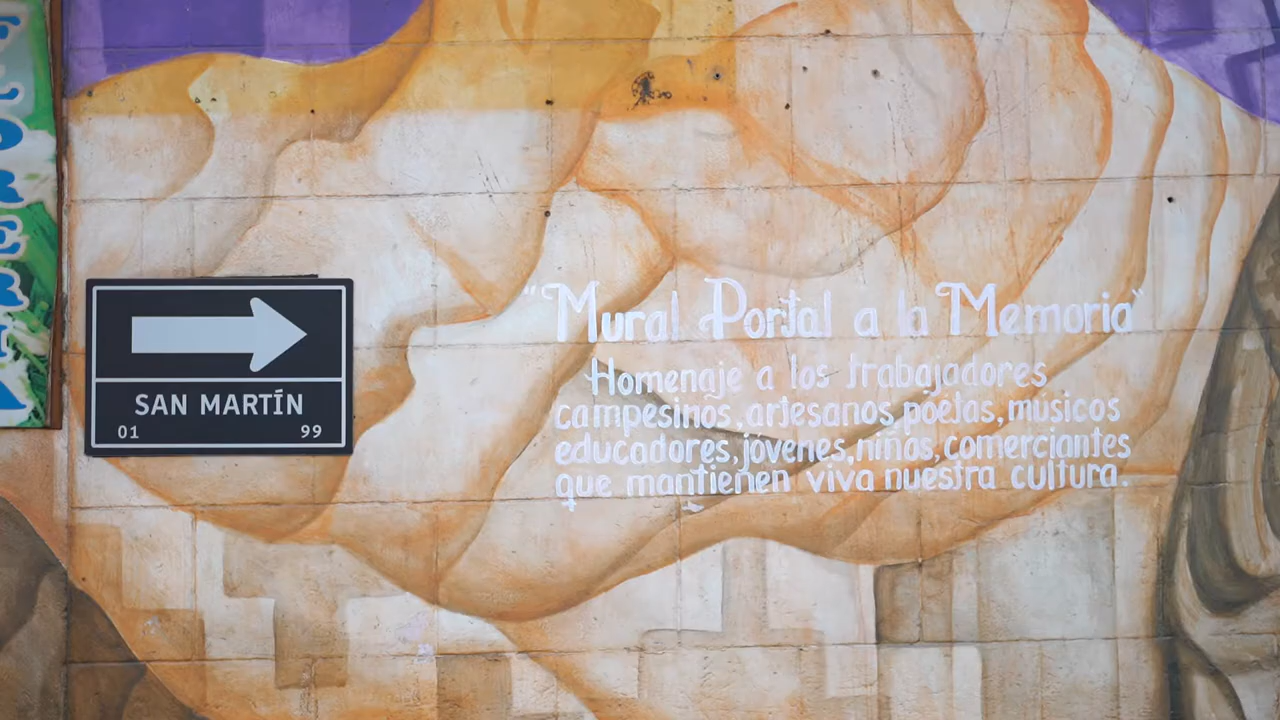 SAN MARTÍN
01 99
"Mural Portal a la Memoria"
Homenaje a los trabajadores
campesinos, artesanos, poetas, músicos
educadores, jovenes, niños, comerciantes
que mantienen viva nuestra cultura.